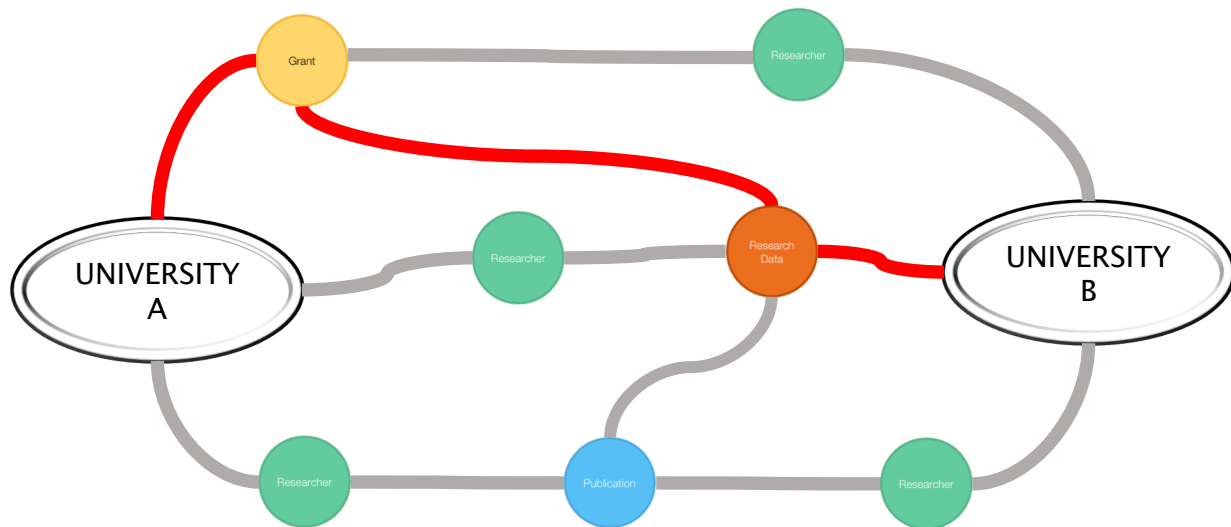 Grant
Researcher
UNIVERSITY
A
Researcher
Research
Data
UNIVERSITY
B
Researcher
Publication
Researcher